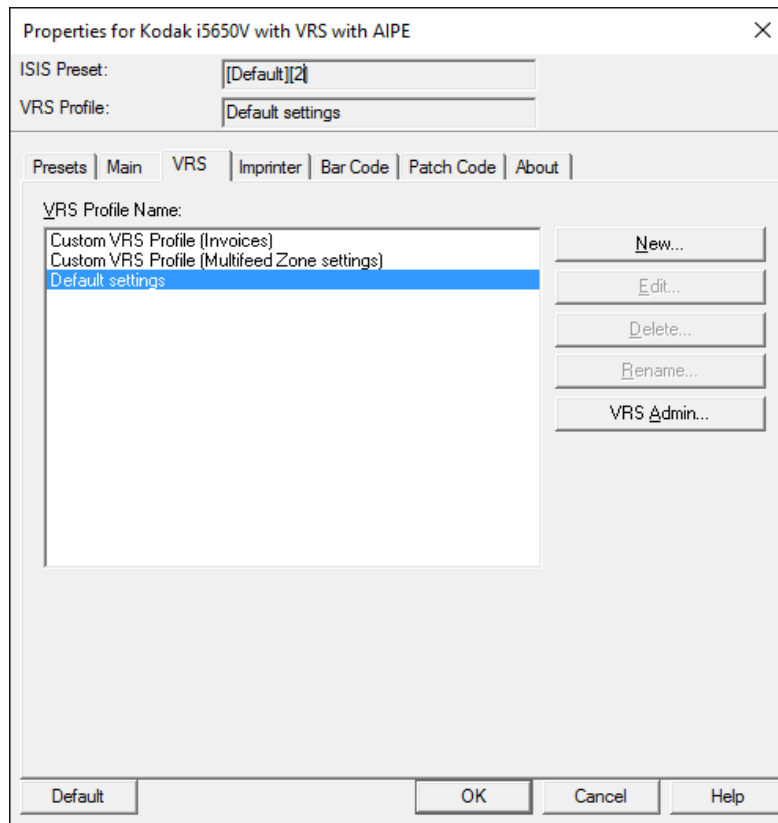 Properties for Kodak i5650V with VRS with AIPE
ISIS Preset: [Default][2]
VRS Profile: Default settings
Presets Main VRS Imprinter Bar Code Patch Code About
VRS Profile Name:
Custom VRS Profile (Invoices)
Custom VRS Profile (Multifeed Zone settings)
Default settings
New...
Edit...
Delete...
Rename...
VRS Admin...
Default OK Cancel Help